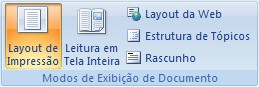 Layout de
Impressão
Leitura em
Tela Inteira
Layout da Web
Estrutura de Tópicos
Rascunho
Modos de Exibição de Documento